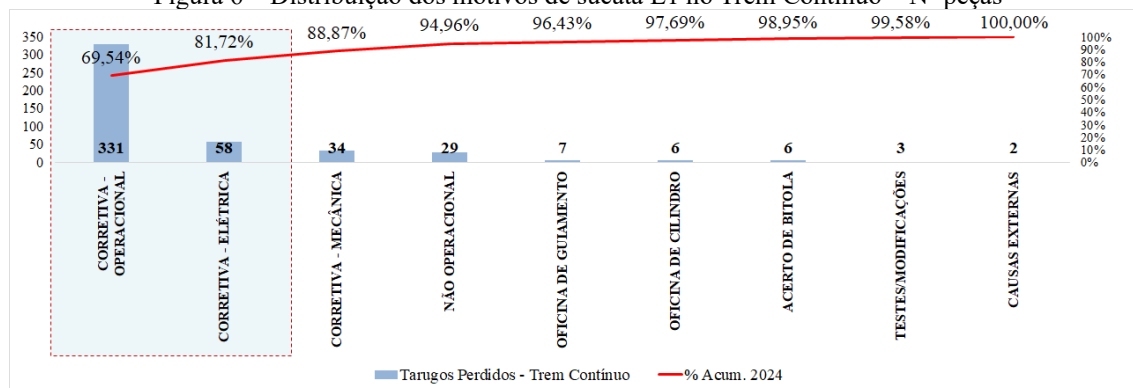 Figura 6 – Distribuição dos motivos de sucata L1 no Trem Contínuo – Nº peças
350
300
250
200
150
100
50
0
69,54%
81,72%
88,87%
94,96%
96,43%
97,69%
98,95%
99,58%
100,00%
100%
90%
80%
70%
60%
50%
40%
30%
20%
10%
0%
331
58
34
29
7
6
6
3
2
CORRETIVA -
OPERACIONAL
CORRETIVA - ELÉTRICA
CORRETIVA - MECÂNICA
NÃO OPERACIONAL
OFICINA DE GUIAMENTO
OFICINA DE CILINDRO
ACERTO DE BITOLA
TESTES/MODIFICAÇÕES
CAUSAS EXTERNAS
Tarugos Perdidos - Trem Contínuo
% Acum. 2024